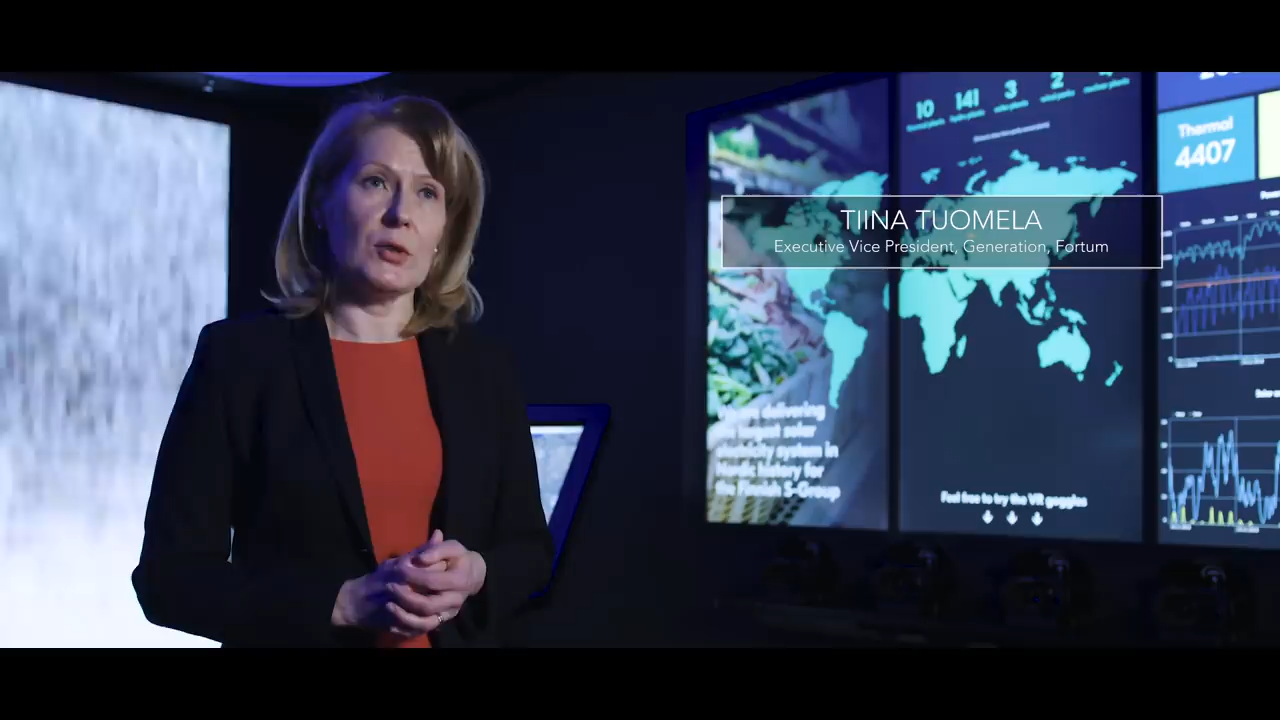 TIINA TUOMELA
Executive Vice President, Generation, Fortum
10 141 3 2
Thermal
4407
delivering
solar
electricity system in
Nordic history for
the Finnish S-Group
Feel free to try the VR goggles